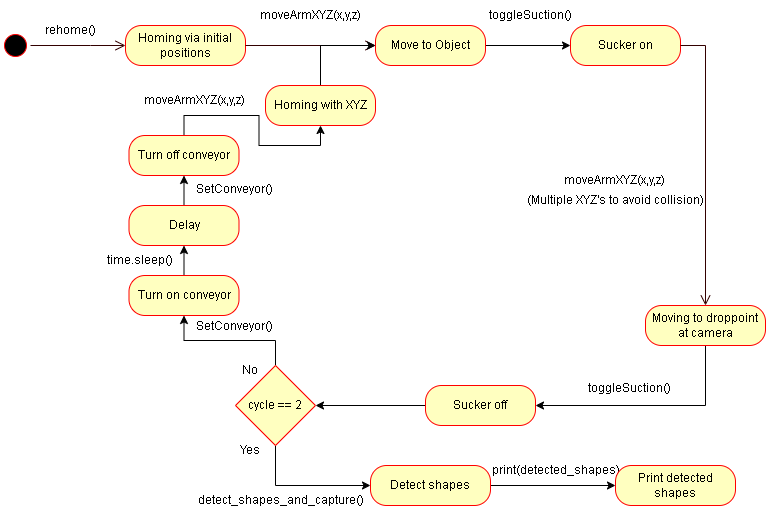 moveArmXYZ(x,y,z)
toggleSuction()
rehome()
Homing via initial
positions
Move to Object
Sucker on
moveArmXYZ(x,y,z)
Homing with XYZ
Turn off conveyor
SetConveyor()
moveArmXYZ(x,y,z)
(Multiple XYZ's to avoid collision)
Delay
time.sleep()
Turn on conveyor
SetConveyor()
Moving to droppoint
at camera
No
toggleSuction()
cycle == 2
Sucker off
Yes
print(detected_shapes)
Detect shapes
Print detected
shapes
detect_shapes_and_capture()